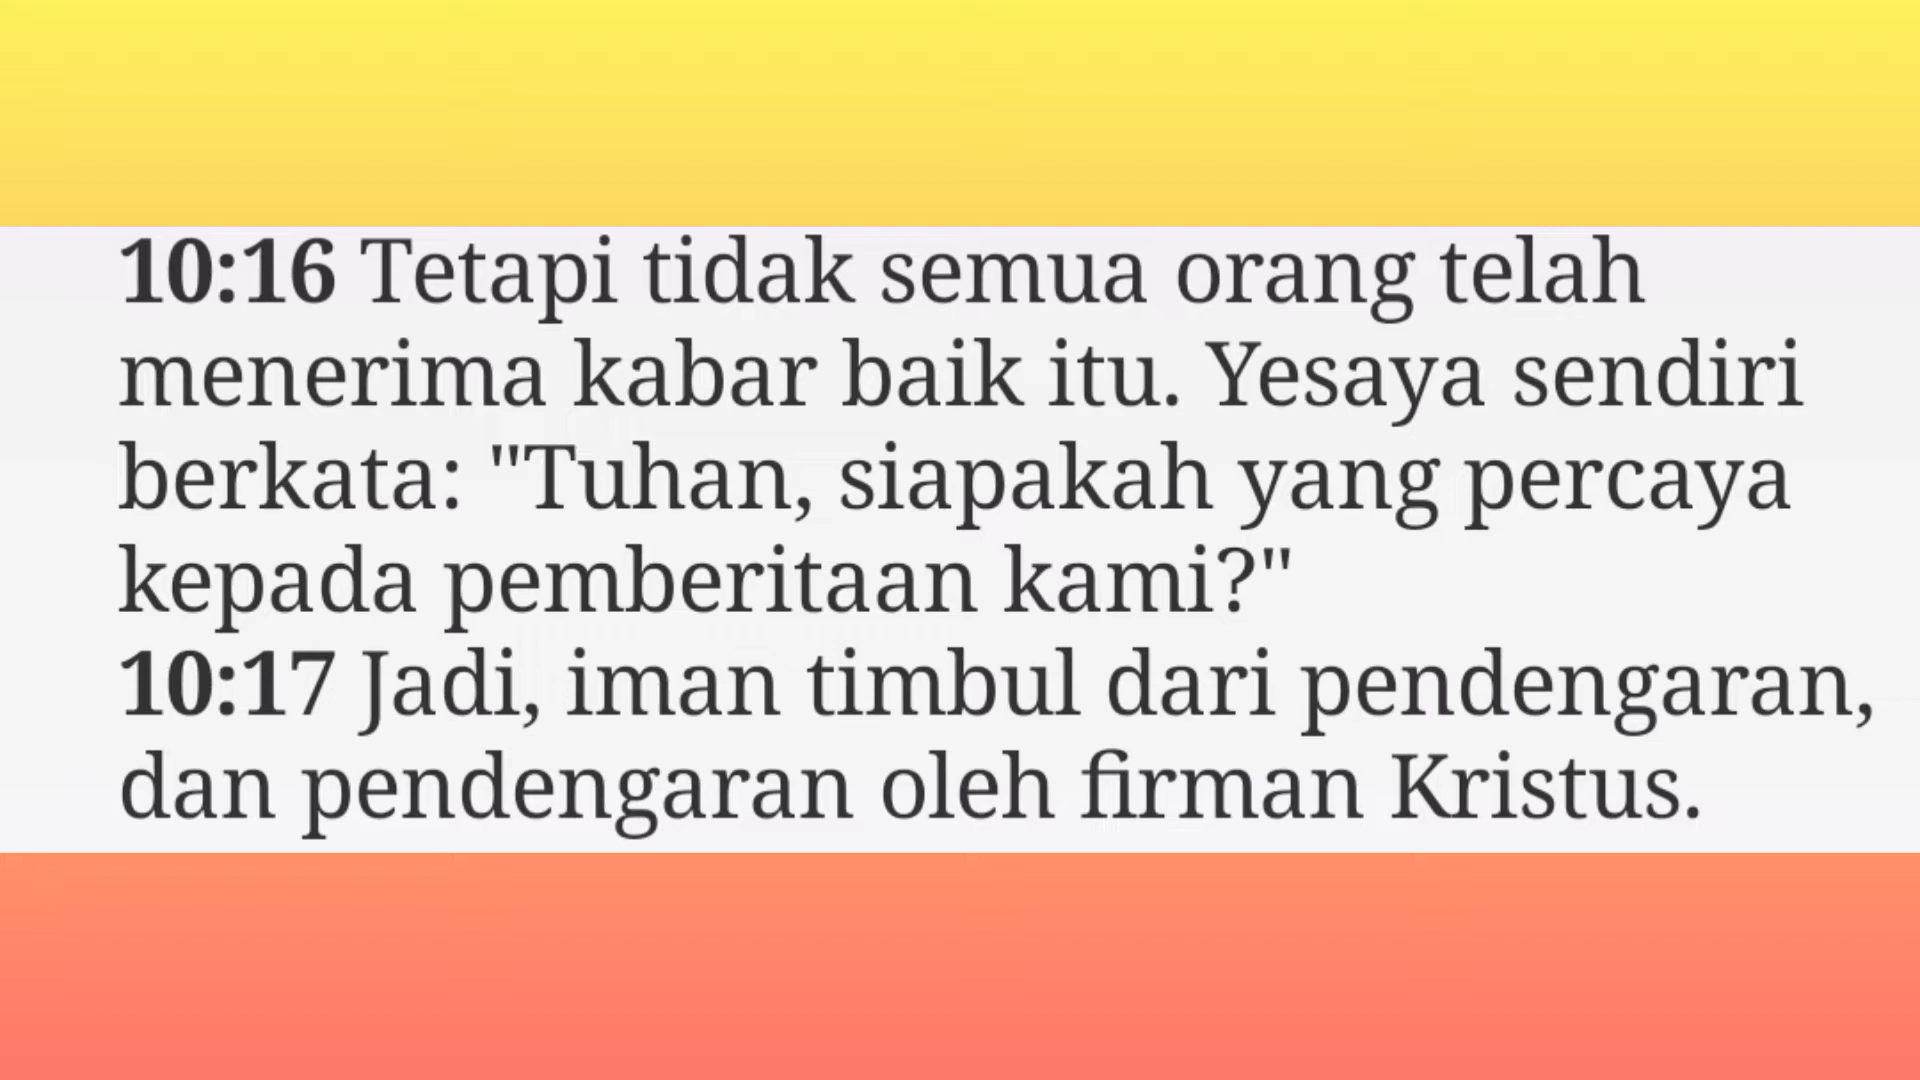 10:16 Tetapi tidak semua orang telah
menerima kabar baik itu. Yesaya sendiri
berkata: "Tuhan, siapakah yang percaya
kepada pemberitaan kami?"
10:17 Jadi, iman timbul dari pendengaran,
dan pendengaran oleh firman Kristus.